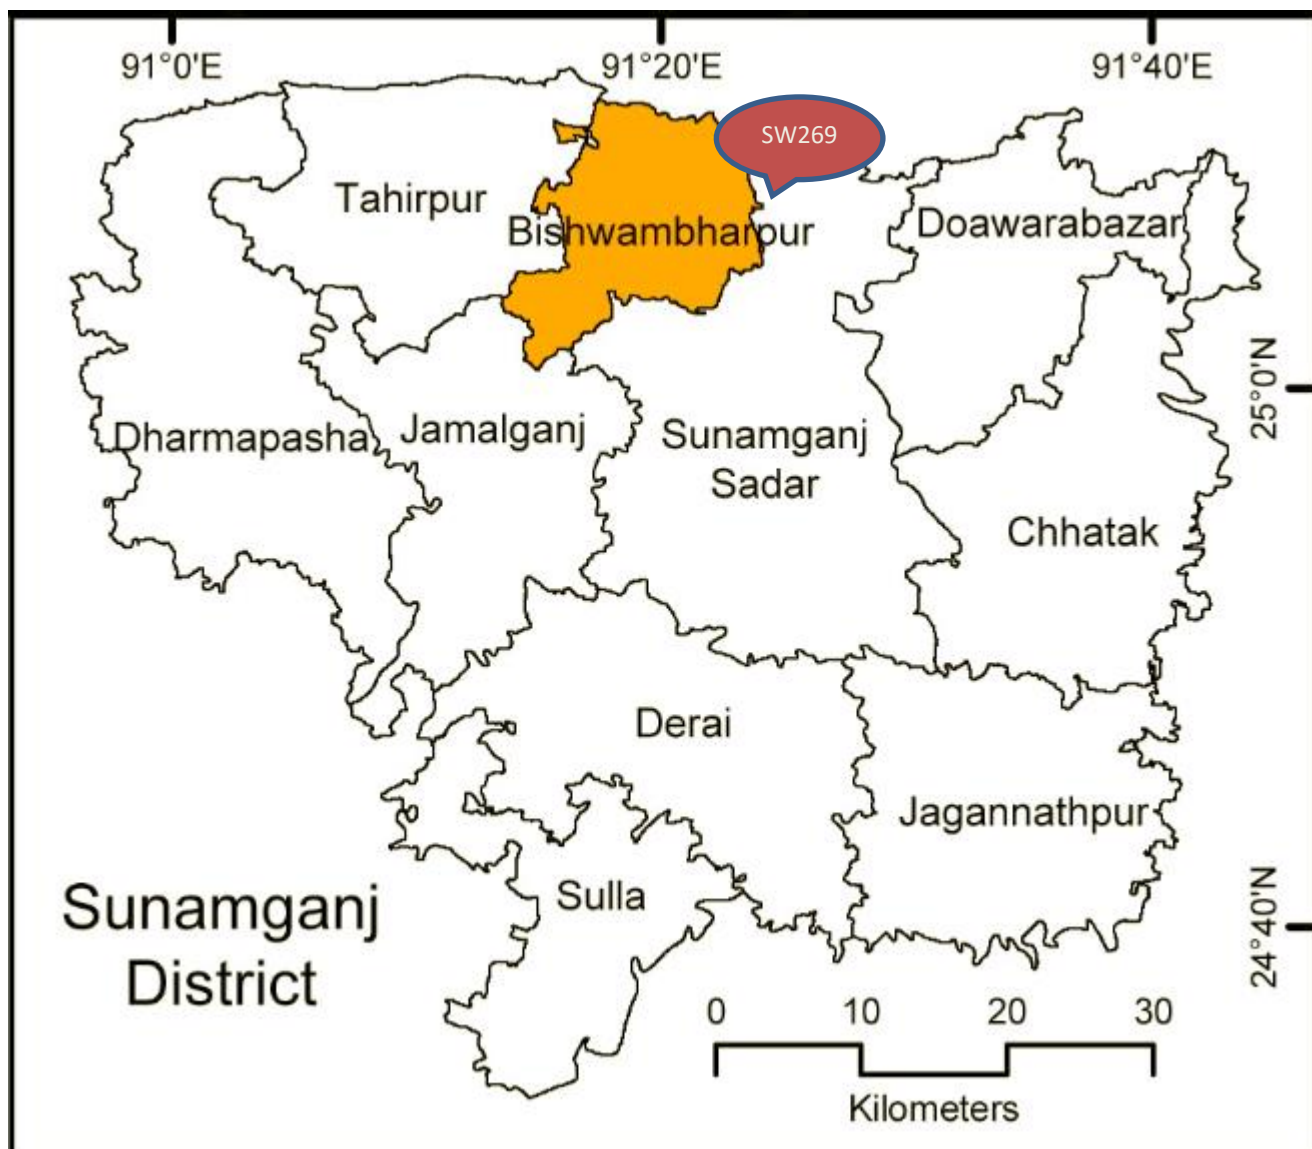 91°0'E
91°20'E
91°40'E
SW269
Tahirpur
Bishwambharpur
Doawarabazar
25°0'N
Dharmapasha
Jamalganj
Sunamganj
Sadar
Chhatak
Derai
Jagannathpur
Sulla
Sunamganj
District
24°40'N
0 10 20 30
Kilometers